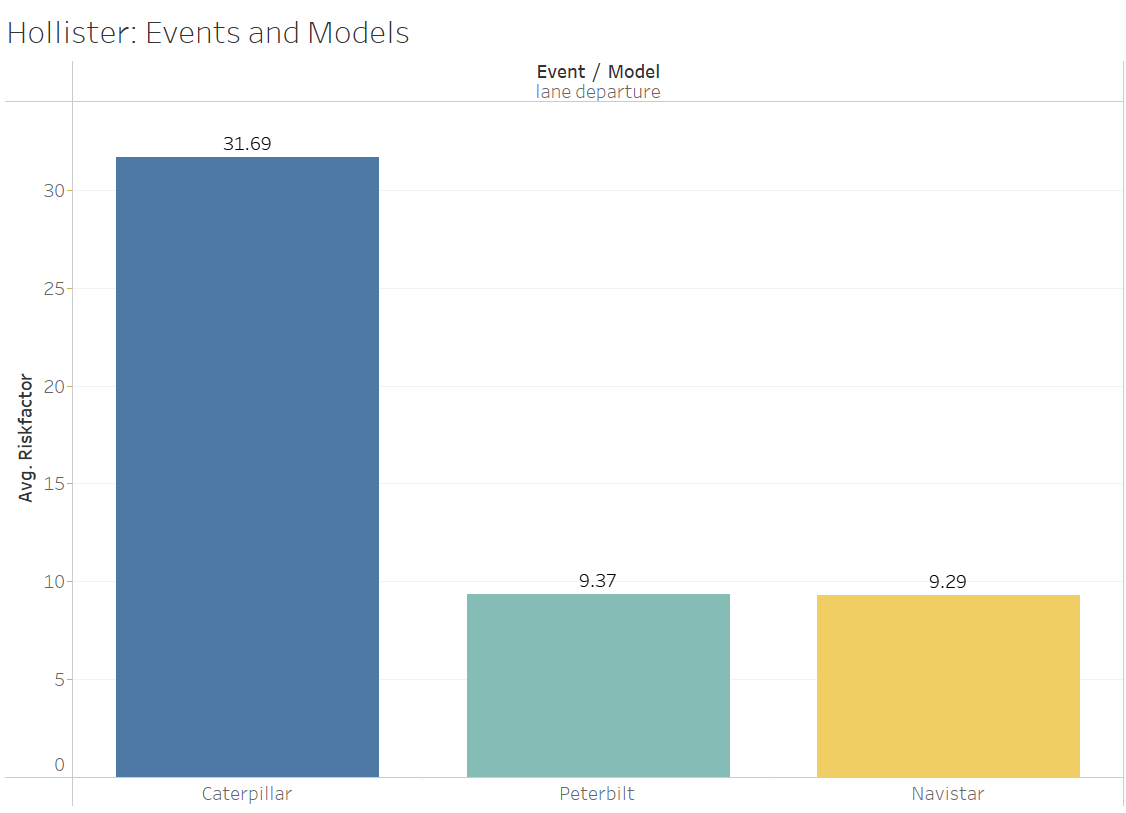 Hollister: Events and Models
Event / Model
lane departure
Avg. Riskfactor
30
25
20
15
10
5
0
31.69
9.37
9.29
Caterpillar
Peterbilt
Navistar